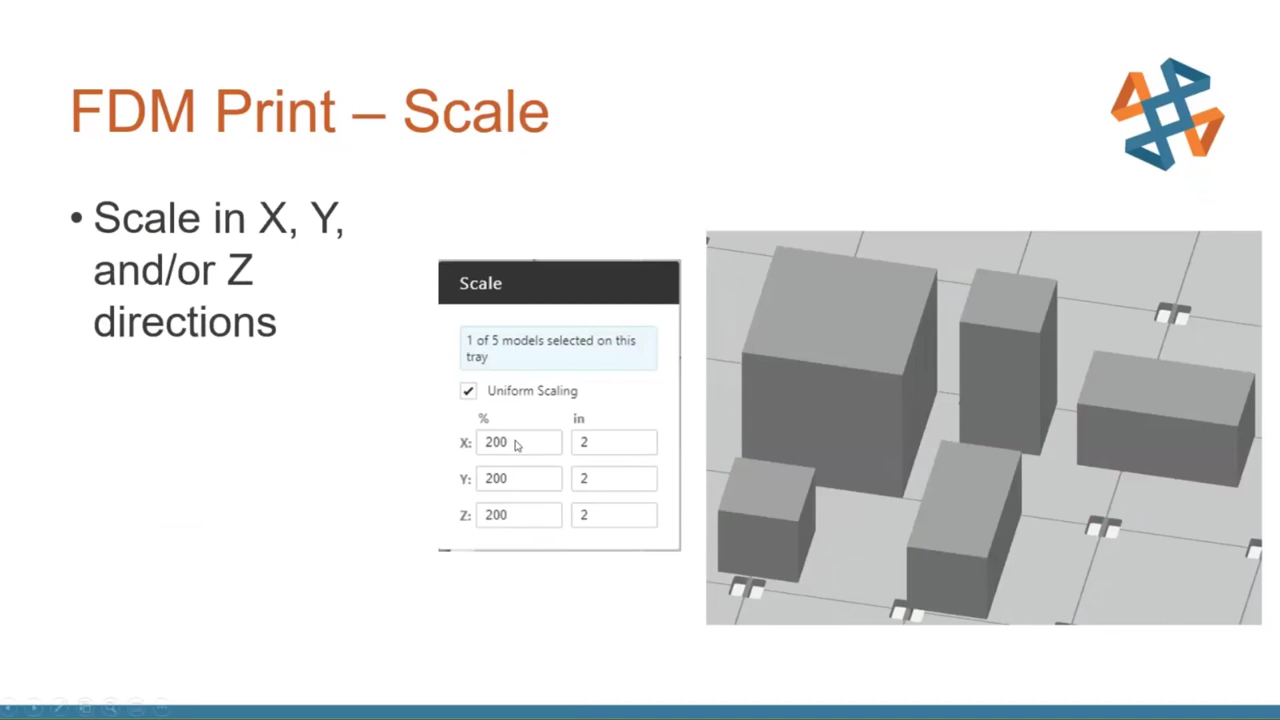 FDM Print – Scale
• Scale in X, Y,
and/or Z
directions
Scale
1 of 5 models selected on this
tray
Uniform Scaling
% in
X: 200 2
Y: 200 2
Z: 200 2